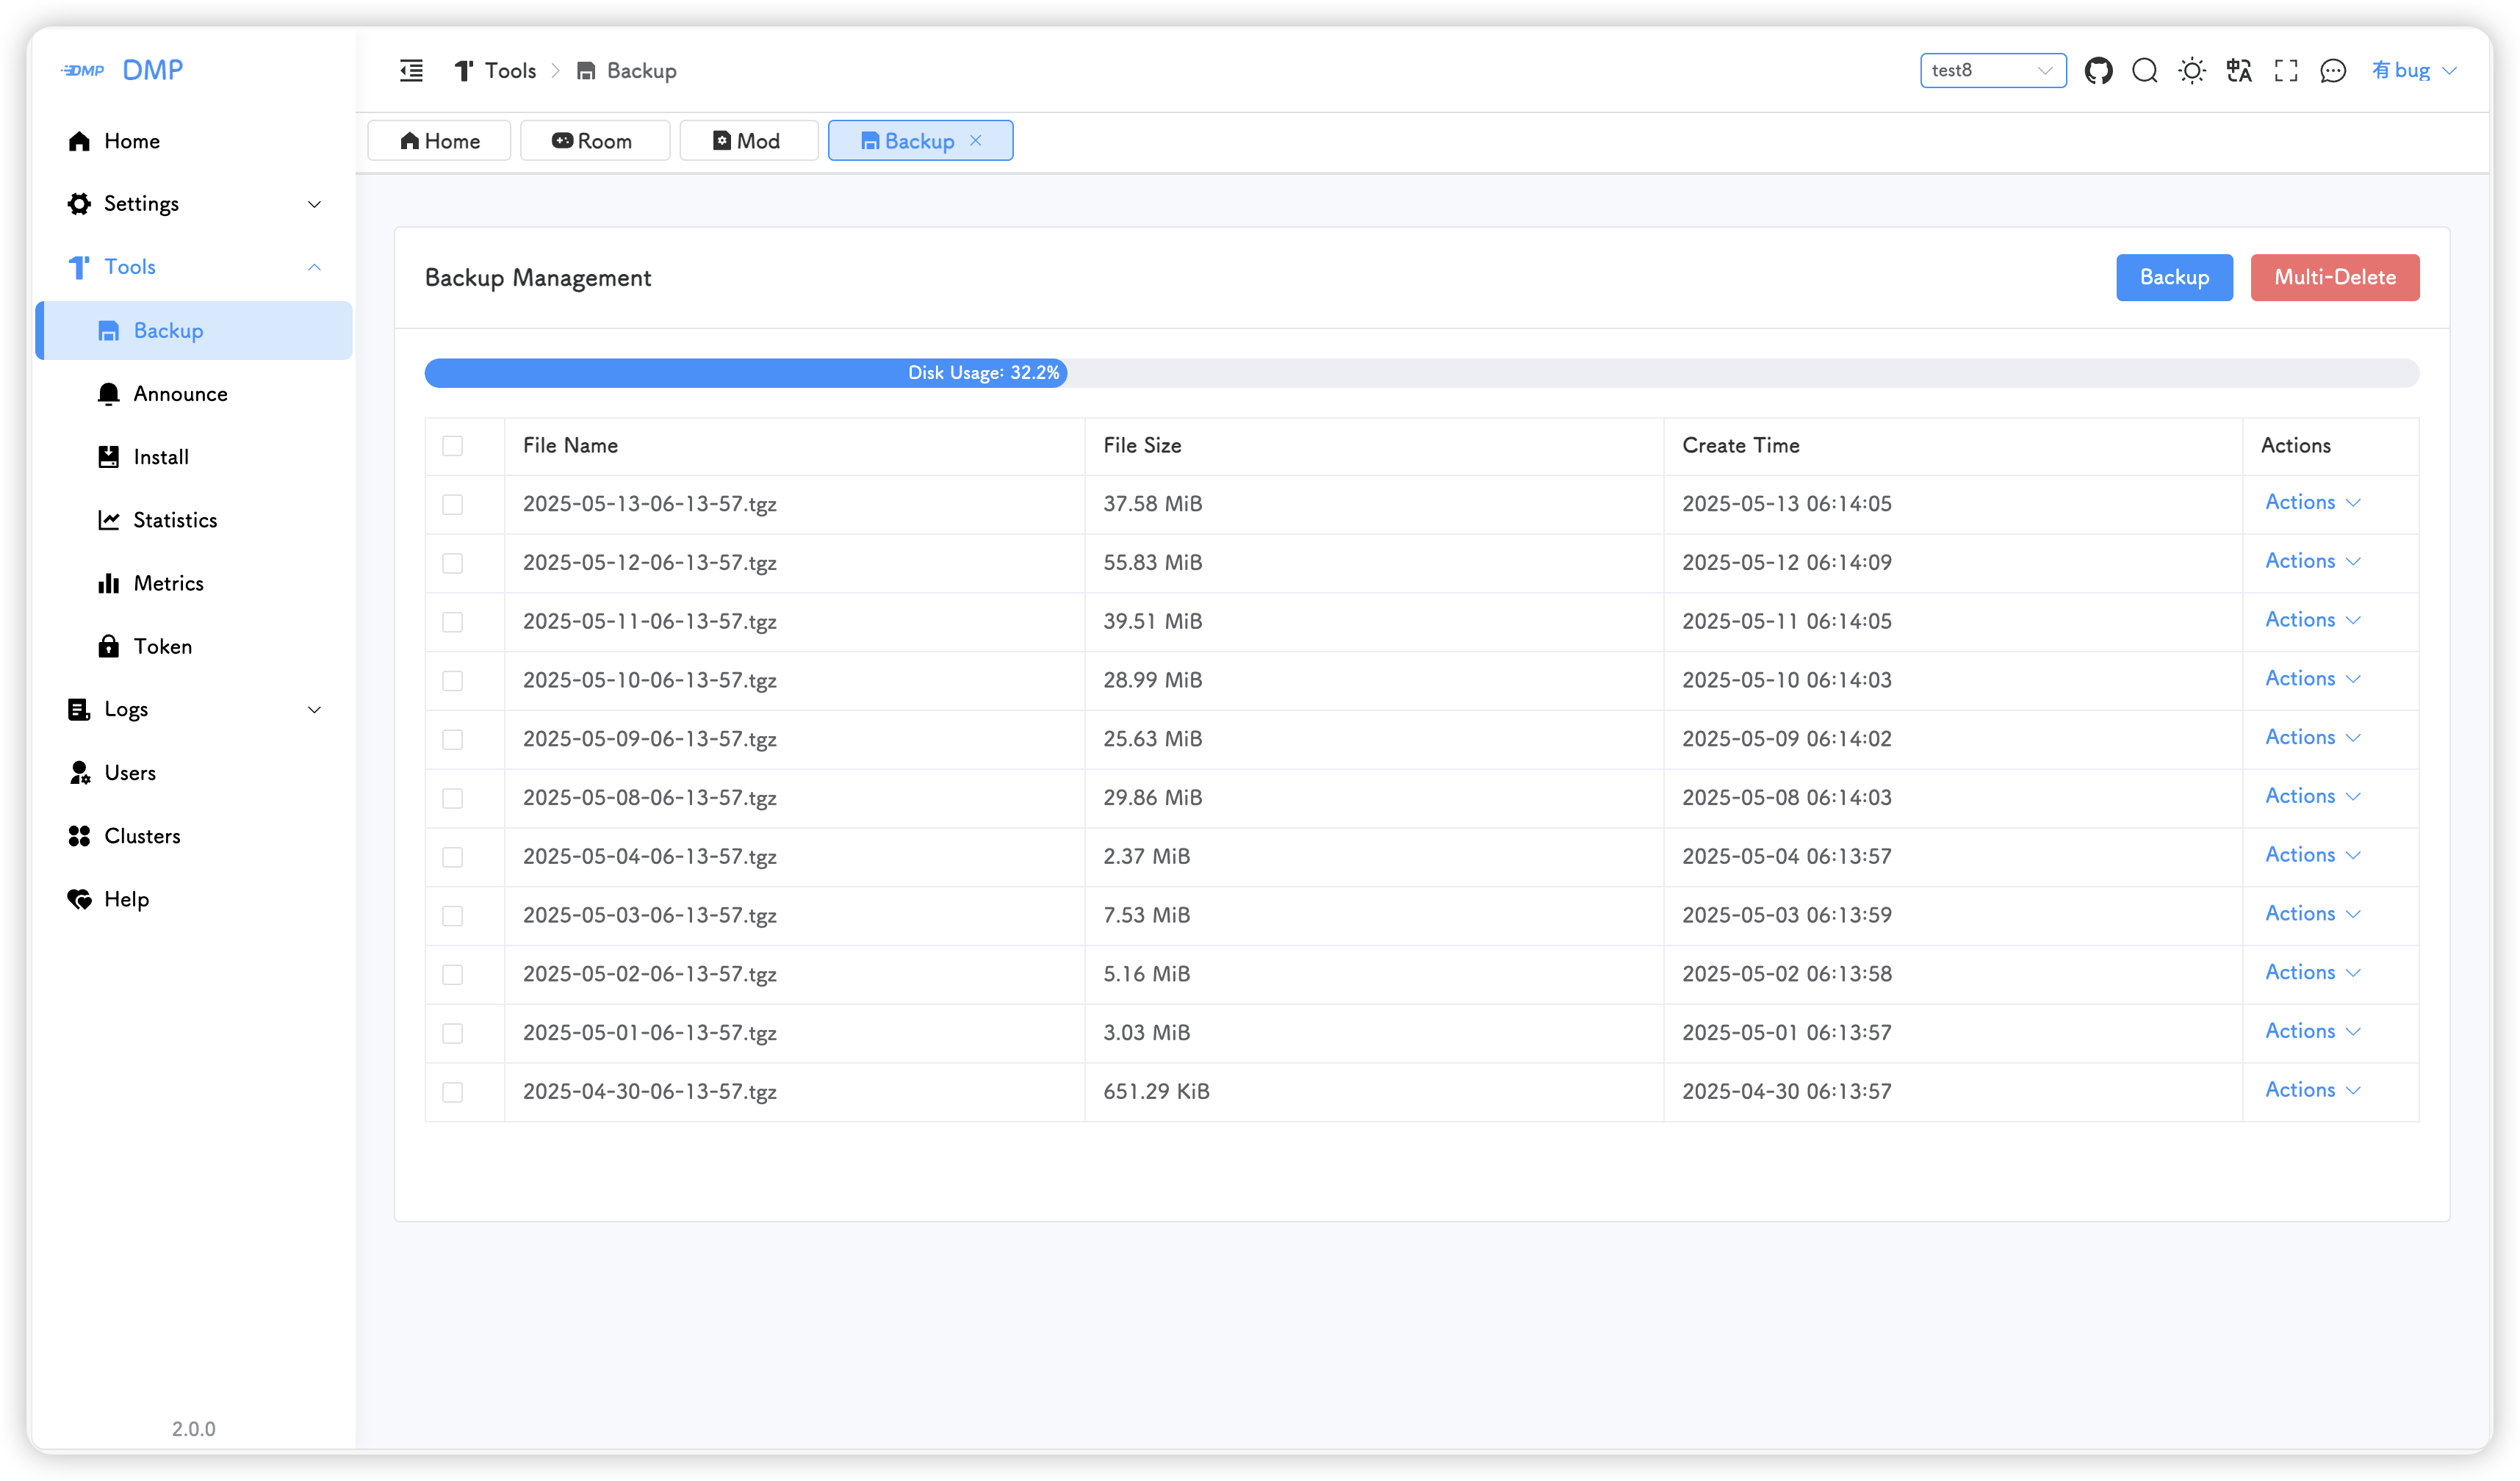 DMP DMP
Tools Backup
test8
有 bug
Home
Settings
Tools
Backup
Announce
Install
Statistics
Metrics
Token
Logs
Users
Clusters
Help
2.0.0
Home Room Mod Backup
Backup Management
Backup Multi-Delete
Disk Usage: 32.2%
File Name File Size Create Time Actions
2025-05-13-06-13-57.tgz 37.58 MiB 2025-05-13 06:14:05 Actions
2025-05-12-06-13-57.tgz 55.83 MiB 2025-05-12 06:14:09 Actions
2025-05-11-06-13-57.tgz 39.51 MiB 2025-05-11 06:14:05 Actions
2025-05-10-06-13-57.tgz 28.99 MiB 2025-05-10 06:14:03 Actions
2025-05-09-06-13-57.tgz 25.63 MiB 2025-05-09 06:14:02 Actions
2025-05-08-06-13-57.tgz 29.86 MiB 2025-05-08 06:14:03 Actions
2025-05-04-06-13-57.tgz 2.37 MiB 2025-05-04 06:13:57 Actions
2025-05-03-06-13-57.tgz 7.53 MiB 2025-05-03 06:13:59 Actions
2025-05-02-06-13-57.tgz 5.16 MiB 2025-05-02 06:13:58 Actions
2025-05-01-06-13-57.tgz 3.03 MiB 2025-05-01 06:13:57 Actions
2025-04-30-06-13-57.tgz 651.29 KiB 2025-04-30 06:13:57 Actions